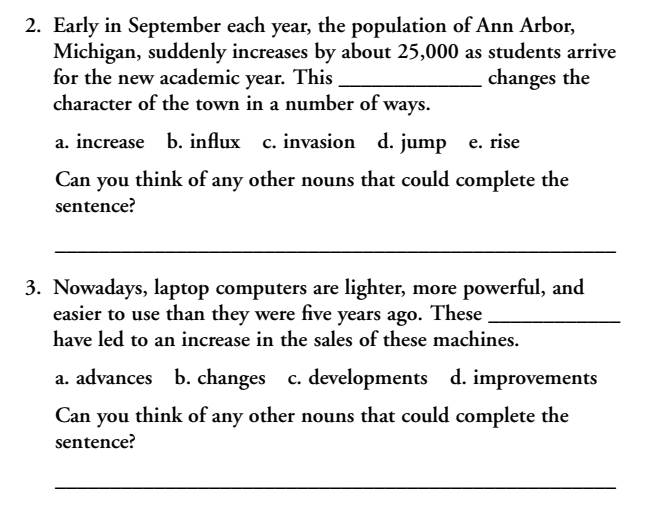 2. Early in September each year, the population of Ann Arbor,
Michigan, suddenly increases by about 25,000 as students arrive
for the new academic year. This _____________ changes the
character of the town in a number of ways.
a. increase b. influx c. invasion d. jump e. rise
Can you think of any other nouns that could complete the
sentence?
___________________________________________________
3. Nowadays, laptop computers are lighter, more powerful, and
easier to use than they were five years ago. These ____________
have led to an increase in the sales of these machines.
a. advances b. changes c. developments d. improvements
Can you think of any other nouns that could complete the
sentence?
___________________________________________________